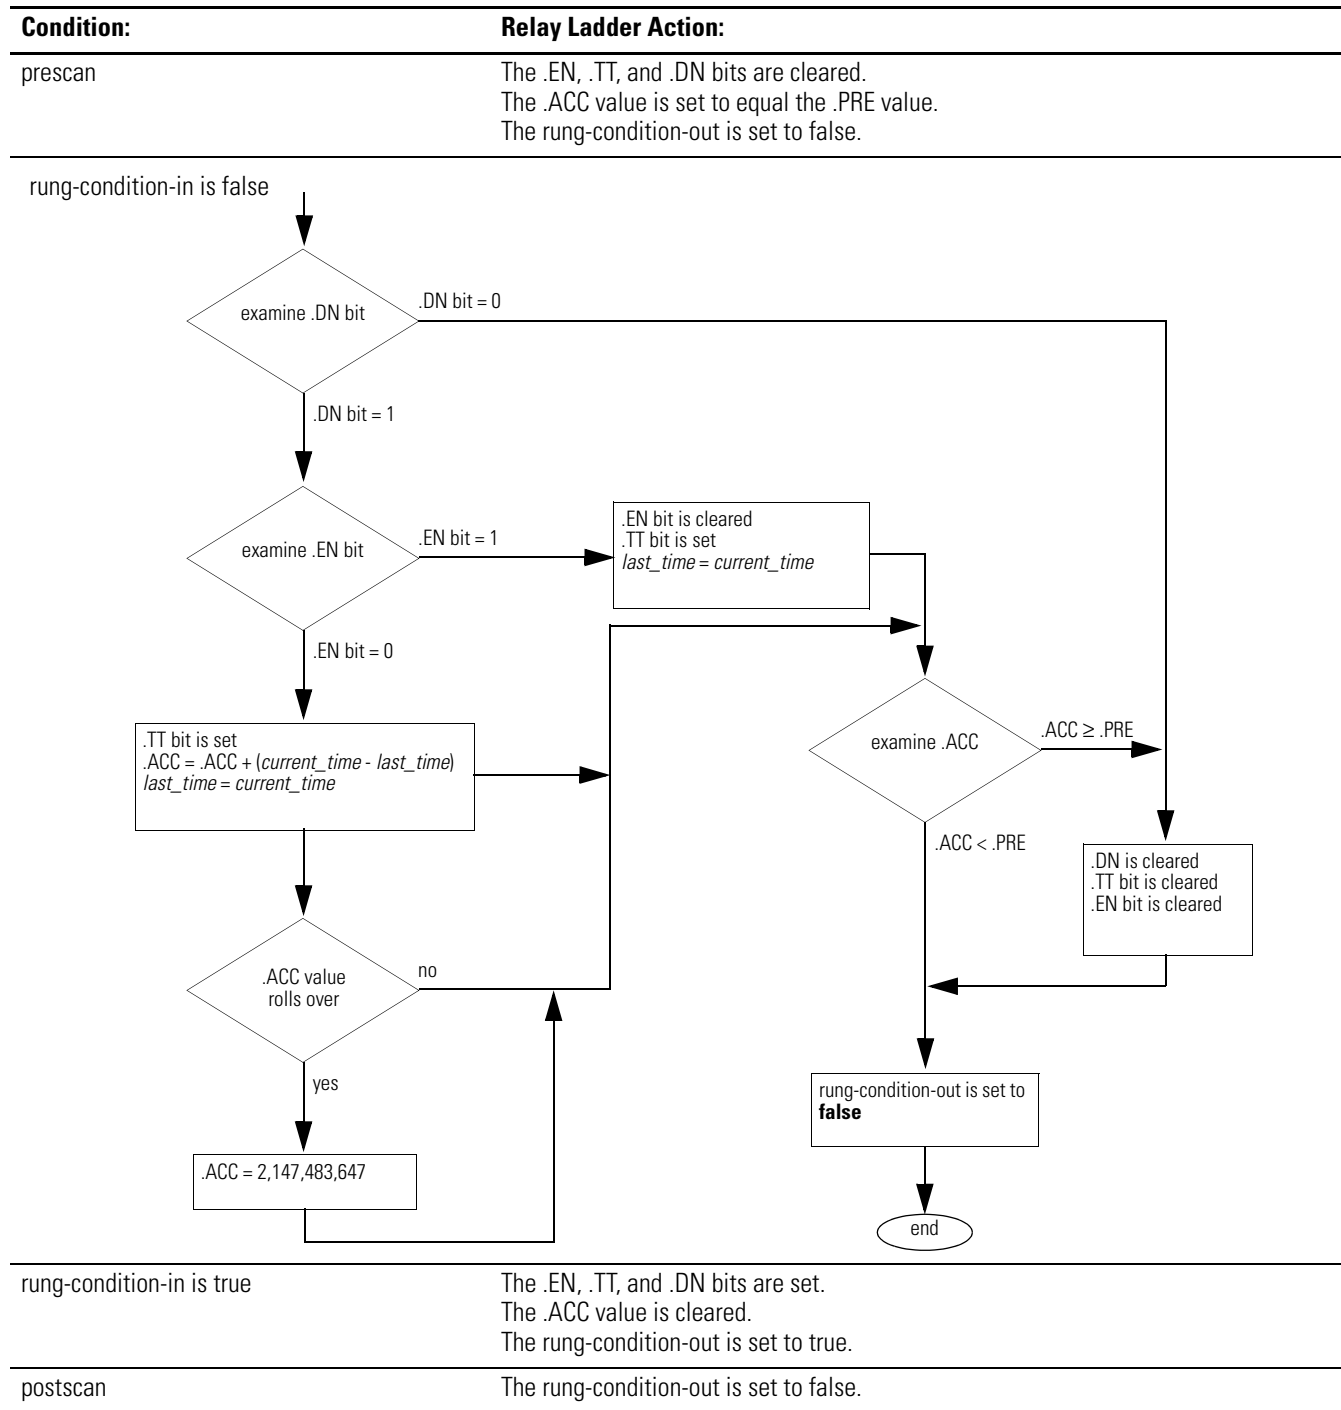 Condition: Relay Ladder Action:
prescan The .EN, .TT, and .DN bits are cleared.
The .ACC value is set to equal the .PRE value.
The rung-condition-out is set to false.
rung-condition-in is false
examine .DN bit
.DN bit = 0
.DN bit = 1
examine .EN bit
.EN bit = 1
.EN bit is cleared
.TT bit is set
last_time = current_time
.EN bit = 0
.TT bit is set
.ACC = .ACC + (current_time - last_time)
last_time = current_time
examine .ACC
.ACC ≥ .PRE
.ACC < .PRE
.DN is cleared
.TT bit is cleared
.EN bit is cleared
.ACC value
rolls over
no
yes
.ACC = 2,147,483,647
rung-condition-out is set to
false
end
rung-condition-in is true The .EN, .TT, and .DN bits are set.
The .ACC value is cleared.
The rung-condition-out is set to true.
postscan The rung-condition-out is set to false.